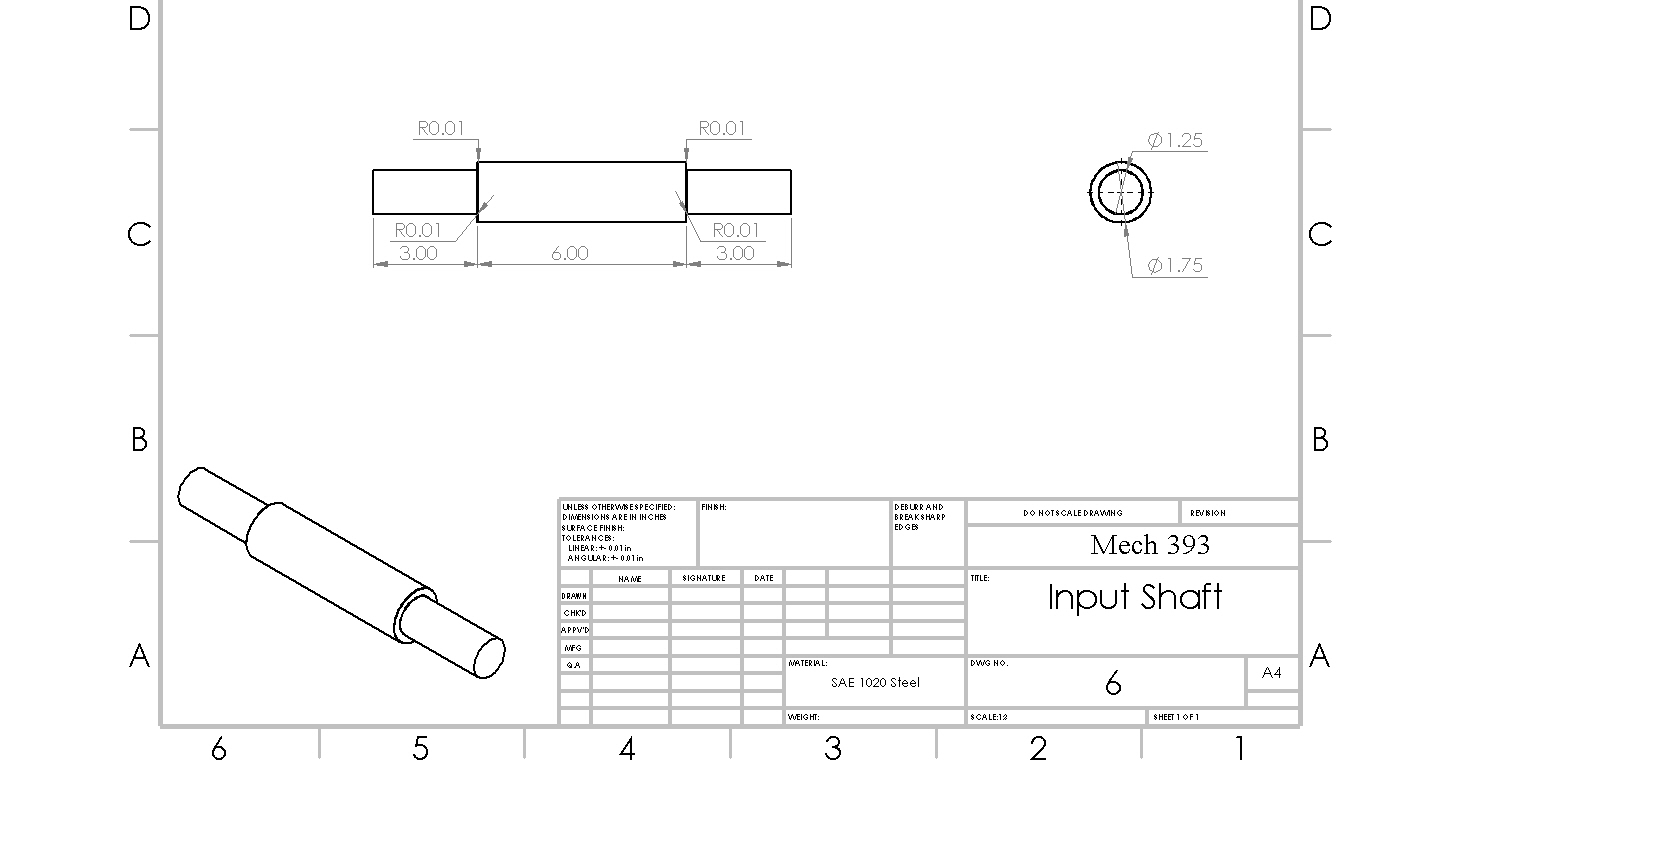 D
D
R0.01
R0.01
Ø1.25
C
R0.01
R0.01
C
3.00
6.00
3.00
Ø1.75
B
B
UNLESS OTHERWISE SPECIFIED:
DIMENSIONS ARE IN INCHES
SURFACE FINISH:
TOLERANCES:
LINEAR: +- 0.01in
ANGULAR: +- 0.01in
FINISH:
DEBURR AND
BREAK SHARP
EDGES
DO NOT SCALE DRAWING
REVISION
Mech 393
NAME
SIGNATURE
DATE
TITLE:
Input Shaft
DRAWN
CHK'D
APPV'D
MFG
Q.A
A
A
MATERIAL:
SAE 1020 Steel
DWG NO.
6
A4
WEIGHT:
SCALE:1:2
SHEET 1 OF 1
6
5
4
3
2
1